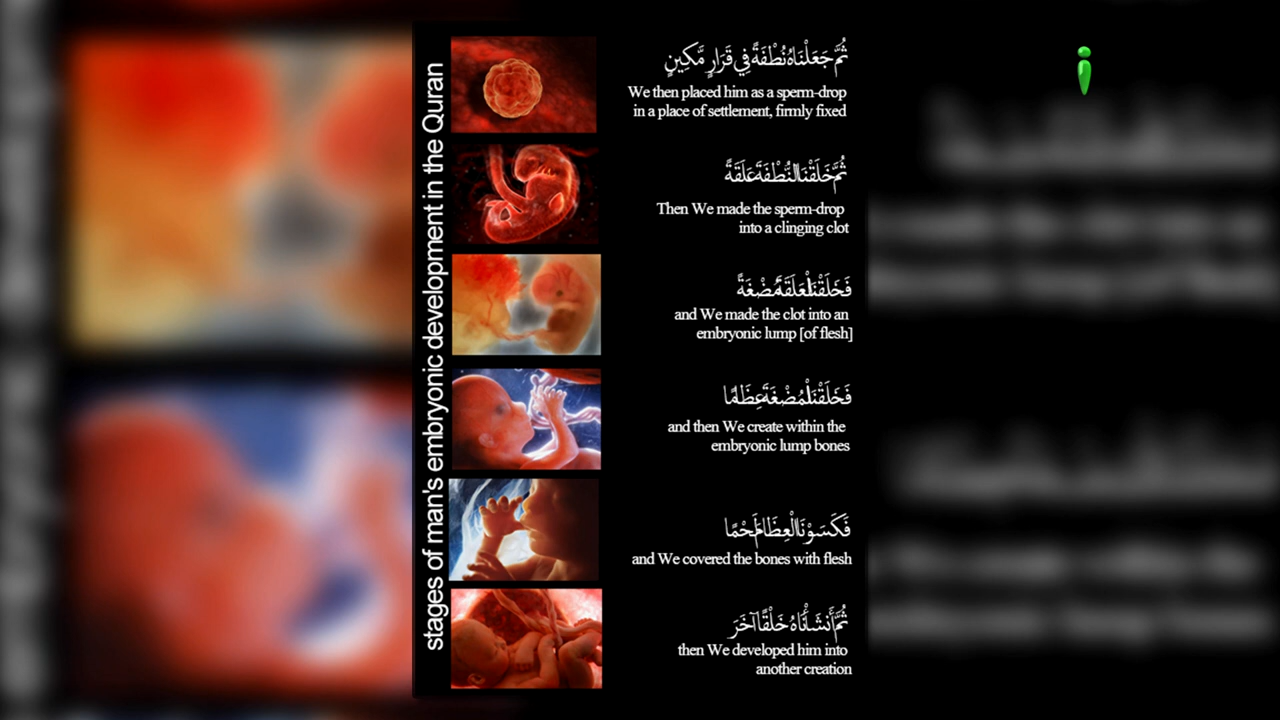 stages of man's embryonic development in the Quran
ثُمَّ جَعَلْنَاهُ نُطْفَةً فِي قَرَارٍ مَّكِينٍ
We then placed him as a sperm-drop
in a place of settlement, firmly fixed
ثُمَّ خَلَقْنَا النُّطْفَةَ عَلَقَةً
Then We made the sperm-drop
into a clinging clot
فَخَلَقْنَا الْعَلَقَةَ مُضْغَةً
and We made the clot into an
embryonic lump [of flesh]
فَخَلَقْنَا الْمُضْغَةَ عِظَامًا
and then We create within the
embryonic lump bones
فَكَسَوْنَا الْعِظَامَ لَحْمًا
and We covered the bones with flesh
ثُمَّ أَنشَأْنَاهُ خَلْقًا آخَرَ
then We developed him into
another creation